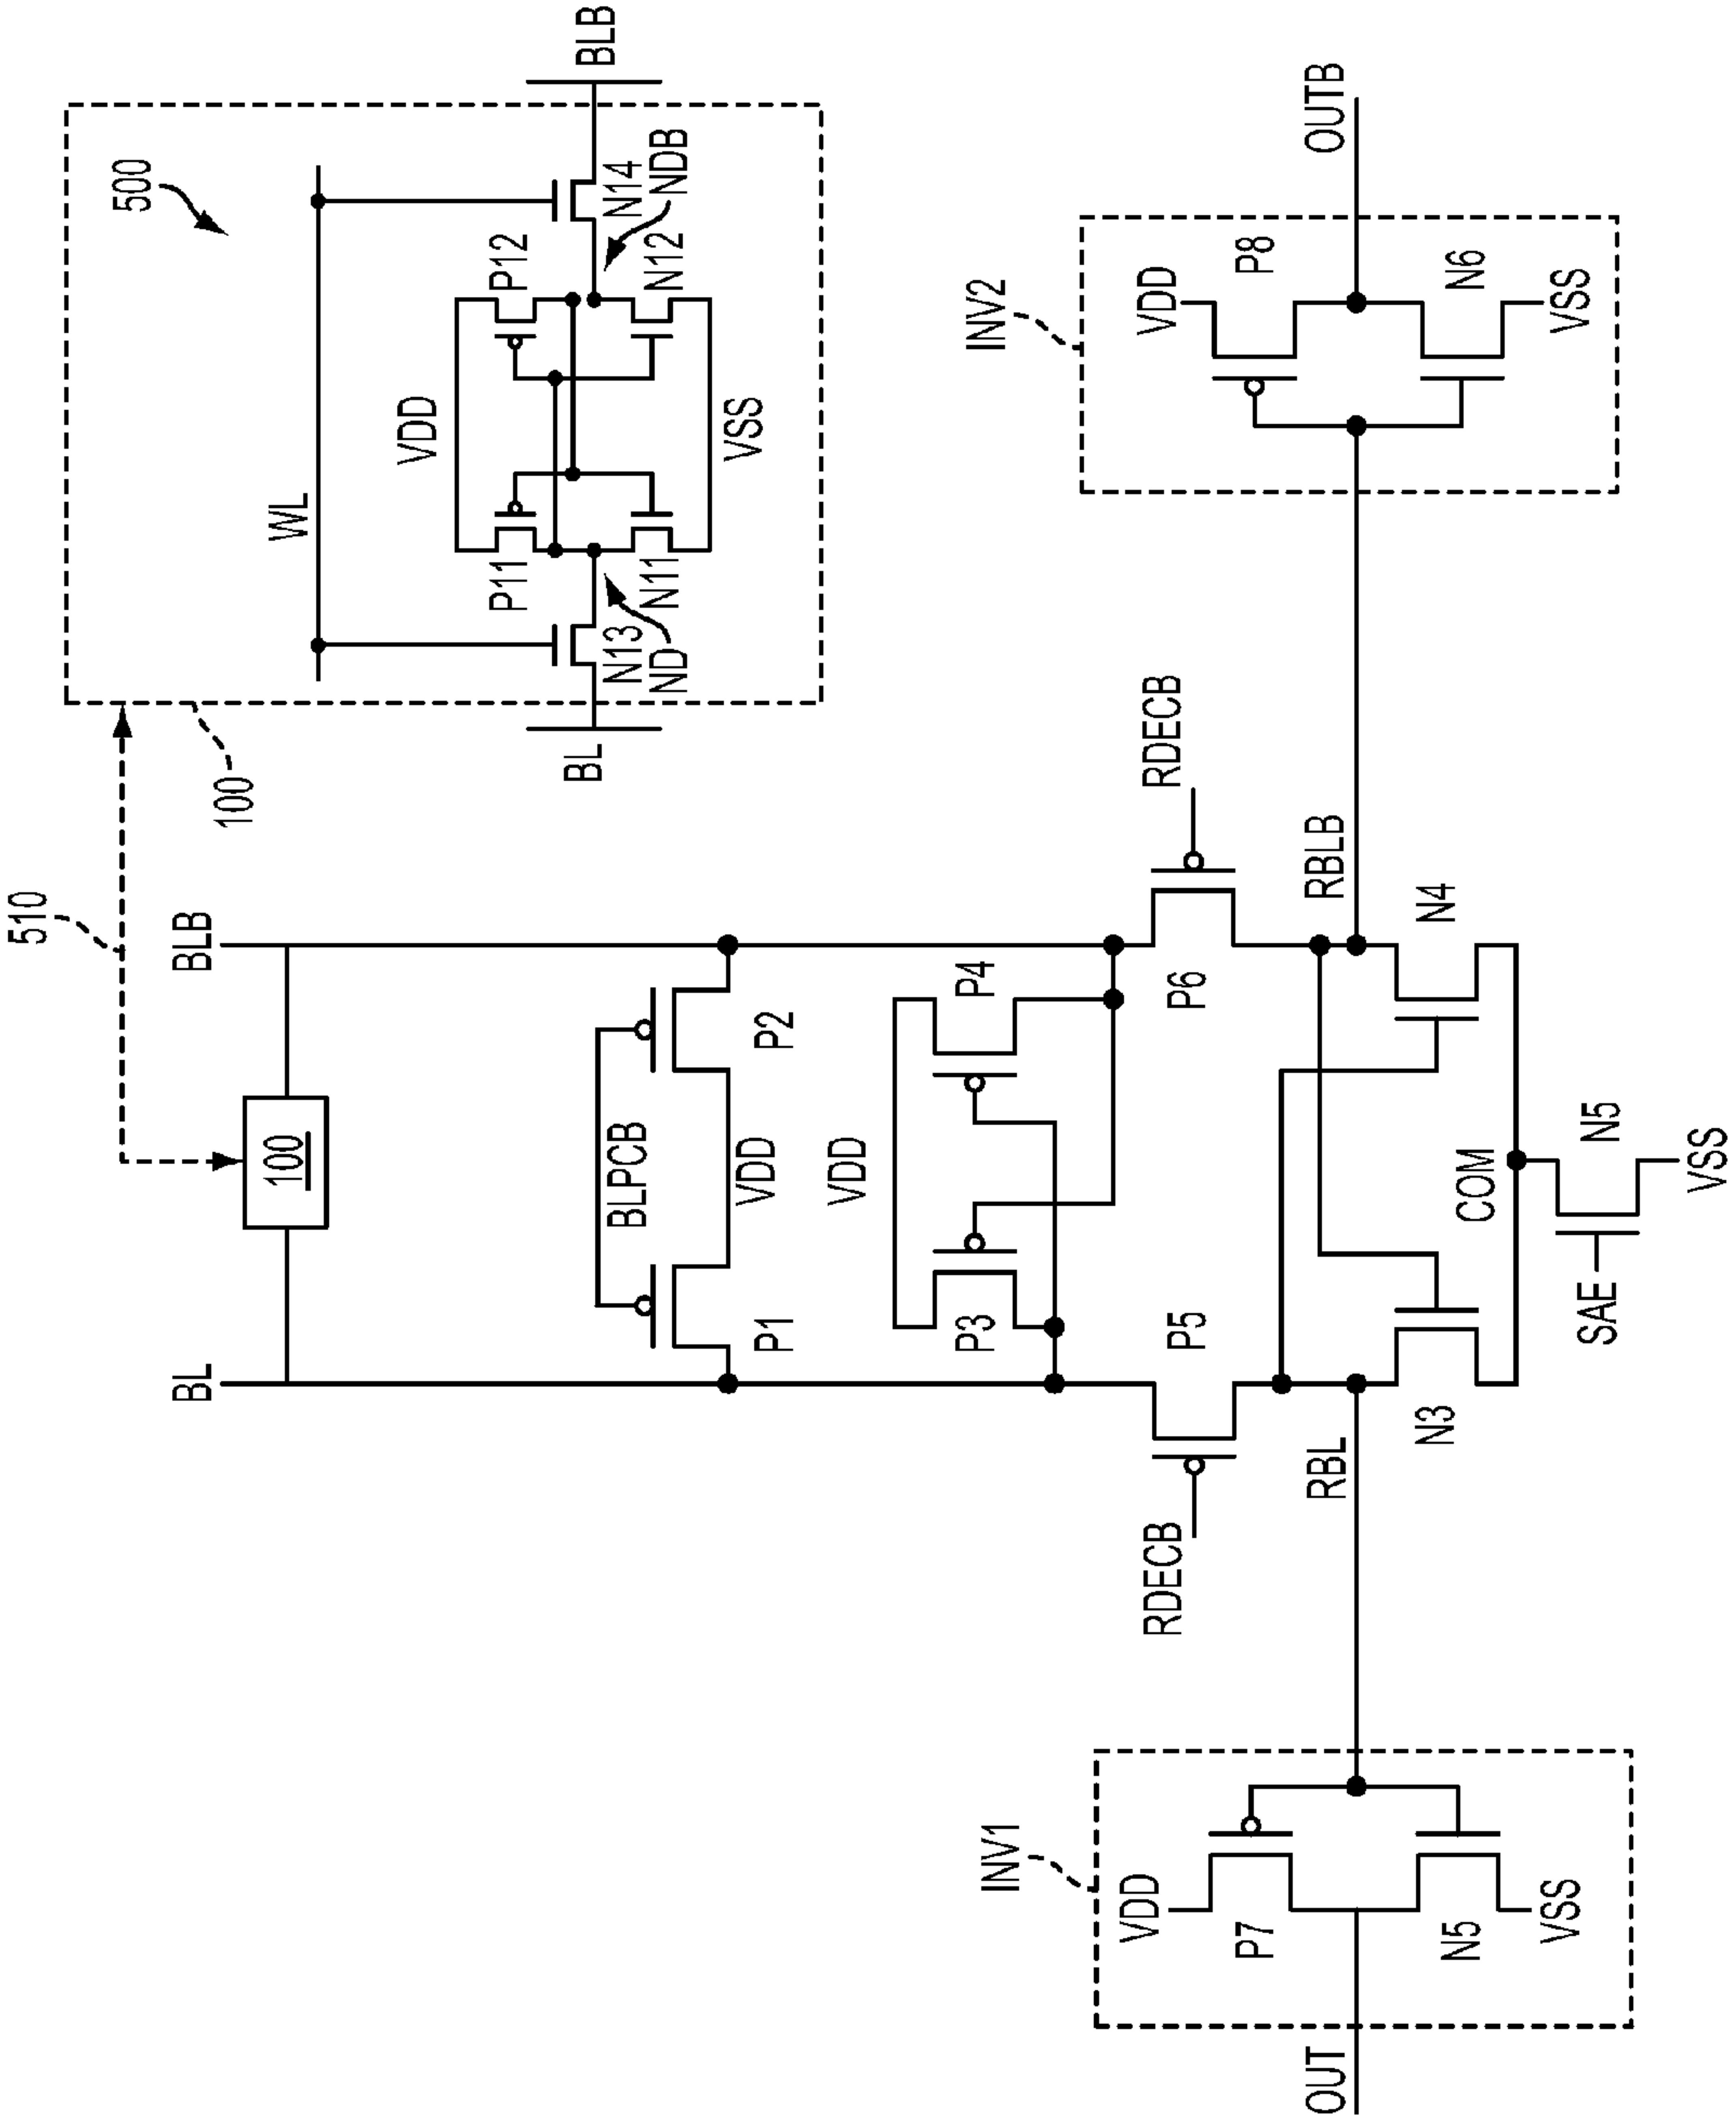 510
500
100
WL
VDD
P11
P12
N13
ND
N11
N12
N14
NDB
VSS
BL
BLB
BL
BLB
100
BLPCB
P1
VDD
P2
VDD
P3
P4
RDECB
P5
P6
RDECB
INV1
VDD
P7
N5
VSS
OUT
RBL
RBLB
N3
N4
COM
SAE
N5
VSS
INV2
VDD
P8
N6
VSS
OUTB